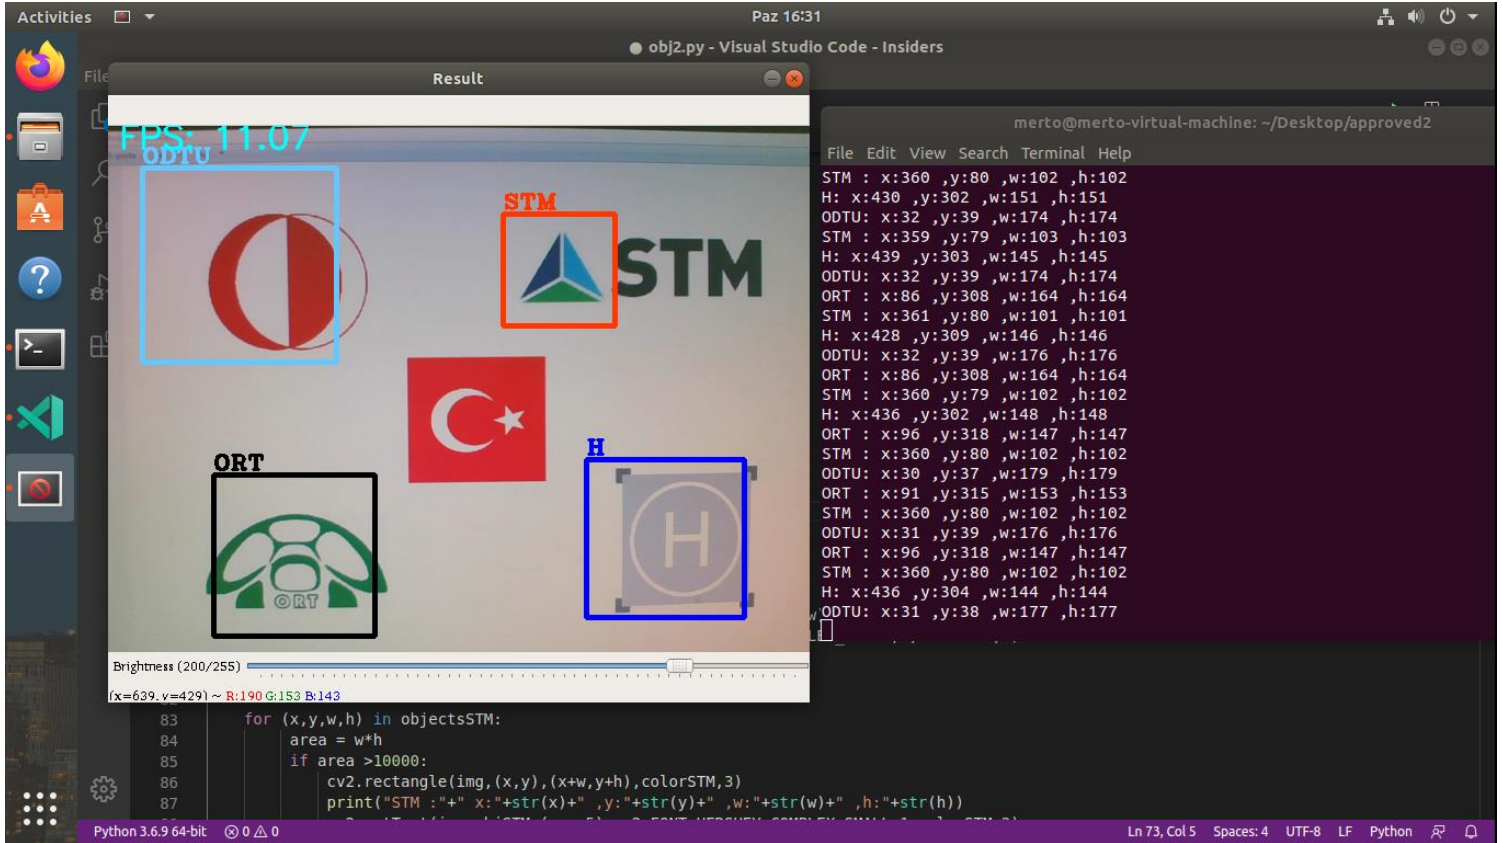 Activities
Paz 16:31
● obj2.py - Visual Studio Code - Insiders
File
Result
FPS: 11.07
ODTU
STM
STM
H
H
ORT
ORT
Brightness (200/255)
(x=639, y=429) ~ R:190 G:153 B:143
merto@merto-virtual-machine: ~/Desktop/approved2
File Edit View Search Terminal Help
STM : x:360 ,y:80 ,w:102 ,h:102
H: x:430 ,y:302 ,w:151 ,h:151
ODTU: x:32 ,y:39 ,w:174 ,h:174
STM : x:359 ,y:79 ,w:103 ,h:103
H: x:439 ,y:303 ,w:145 ,h:145
ODTU: x:32 ,y:39 ,w:174 ,h:174
ORT : x:86 ,y:308 ,w:164 ,h:164
STM : x:361 ,y:80 ,w:101 ,h:101
H: x:428 ,y:309 ,w:146 ,h:146
ODTU: x:32 ,y:39 ,w:176 ,h:176
ORT : x:86 ,y:308 ,w:164 ,h:164
STM : x:360 ,y:79 ,w:102 ,h:102
H: x:436 ,y:302 ,w:148 ,h:148
ORT : x:96 ,y:318 ,w:147 ,h:147
STM : x:360 ,y:80 ,w:102 ,h:102
ODTU: x:30 ,y:37 ,w:179 ,h:179
ORT : x:91 ,y:315 ,w:153 ,h:153
STM : x:360 ,y:80 ,w:102 ,h:102
ODTU: x:31 ,y:39 ,w:176 ,h:176
ORT : x:96 ,y:318 ,w:147 ,h:147
STM : x:360 ,y:80 ,w:102 ,h:102
H: x:436 ,y:304 ,w:144 ,h:144
ODTU: x:31 ,y:38 ,w:177 ,h:177
83 for (x,y,w,h) in objectsSTM:
84 area = w*h
85 if area >10000:
86 cv2.rectangle(img,(x,y),(x+w,y+h),colorSTM,3)
87 print("STM :"+" x:"+str(x)+" ,y:"+str(y)+" ,w:"+str(w)+" ,h:"+str(h))
Python 3.6.9 64-bit 0 0
Ln 73, Col 5 Spaces: 4 UTF-8 LF Python